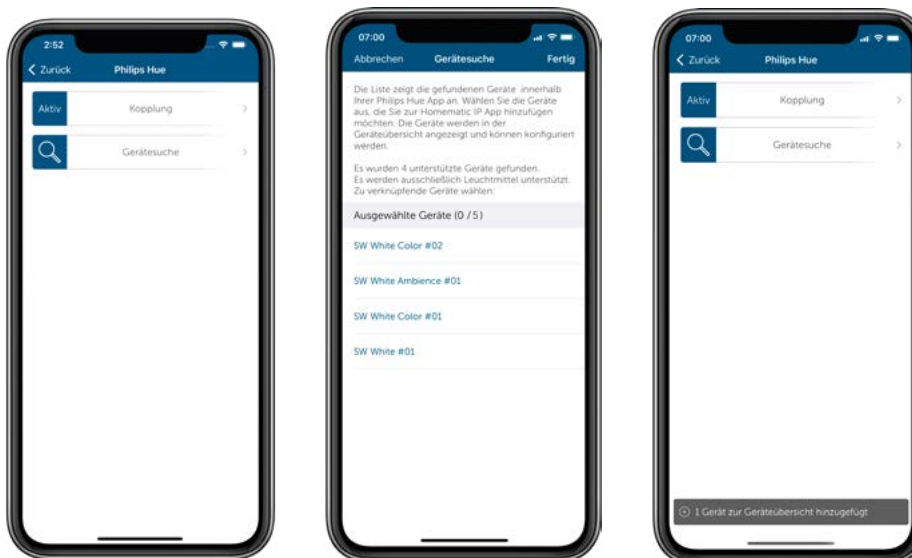 2:52
Zurück Philips Hue
Aktiv Kopplung
Gerätesuche
07:00
Abbrechen Gerätesuche Fertig
Die Liste zeigt die gefundenen Geräte innerhalb
Ihrer Philips Hue App an. Wählen Sie die Geräte
aus, die Sie zur Homematic IP App hinzufügen
möchten. Die Geräte werden in der
Geräteübersicht angezeigt und können konfiguriert
werden.
Es wurden 4 unterstützte Geräte gefunden.
Es werden ausschließlich Leuchtmittel unterstützt.
Zu verknüpfende Geräte wählen:
Ausgewählte Geräte (0 / 5)
SW White Color #02
SW White Ambience #01
SW White Color #01
SW White #01
07:00
Zurück Philips Hue
Aktiv Kopplung
Gerätesuche
1 Gerät zur Geräteübersicht hinzugefügt